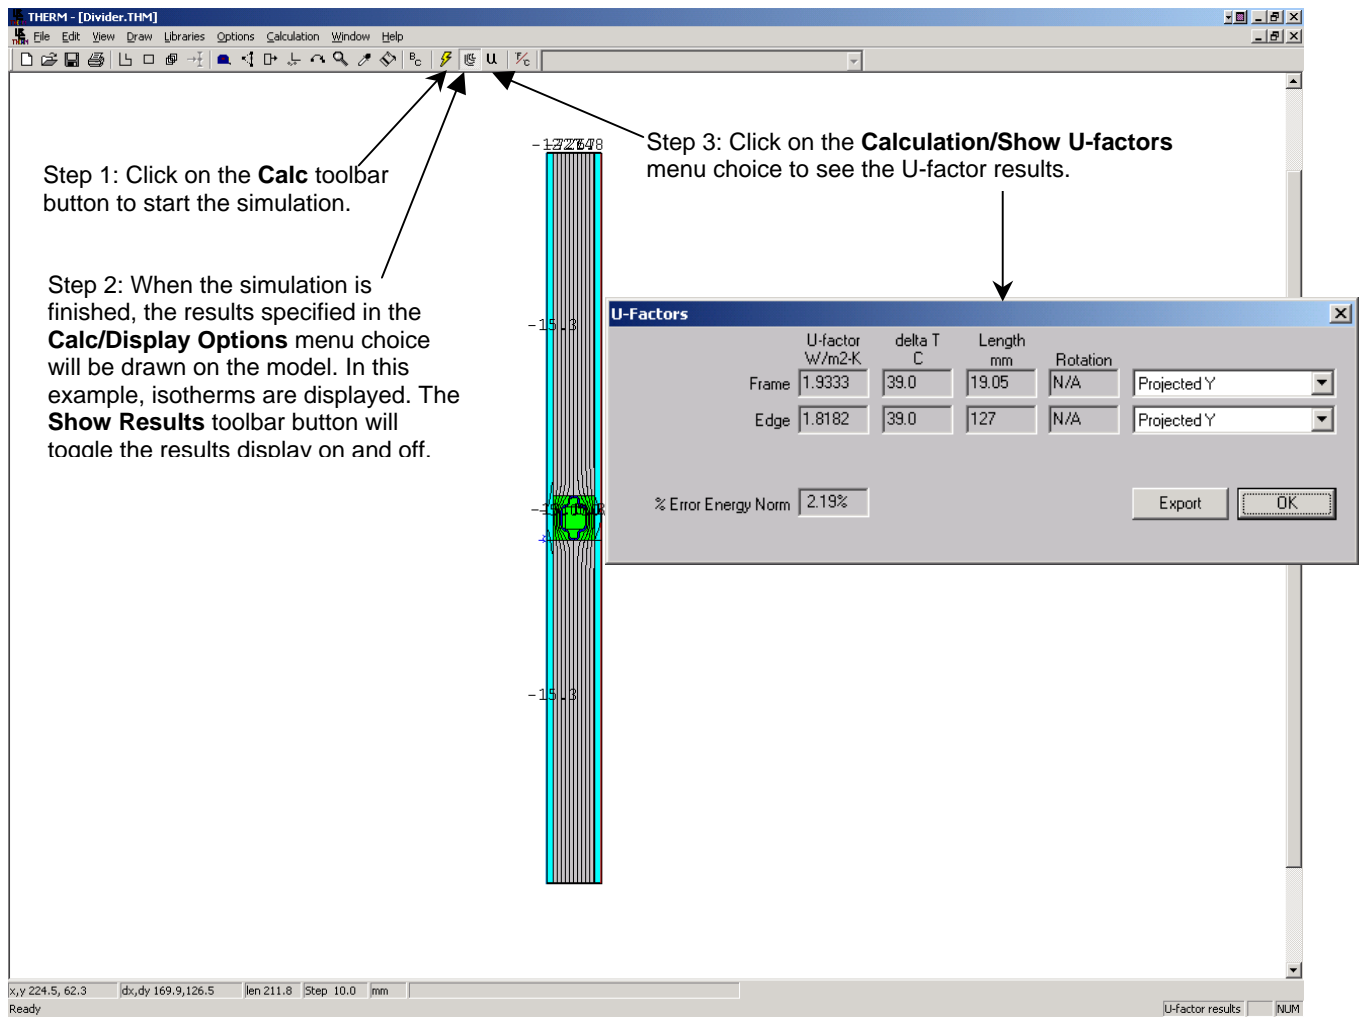 THERM - [Divider.THM]
File Edit View Draw Libraries Options Calculation Window Help
Step 1: Click on the Calc toolbar
button to start the simulation.
Step 2: When the simulation is
finished, the results specified in the
Calc/Display Options menu choice
will be drawn on the model. In this
example, isotherms are displayed. The
Show Results toolbar button will
toggle the results display on and off.
Step 3: Click on the Calculation/Show U-factors
menu choice to see the U-factor results.
-15.3
-15.3
U-Factors
U-factor delta T Length
W/m2-K C mm Rotation
Frame 1.9333 39.0 19.05 N/A Projected Y
Edge 1.8182 39.0 127 N/A Projected Y
% Error Energy Norm 2.19% Export OK
x,y 224.5, 62.3 dx,dy 169.9,126.5 len 211.8 Step 10.0 mm
Ready U-factor results NUM